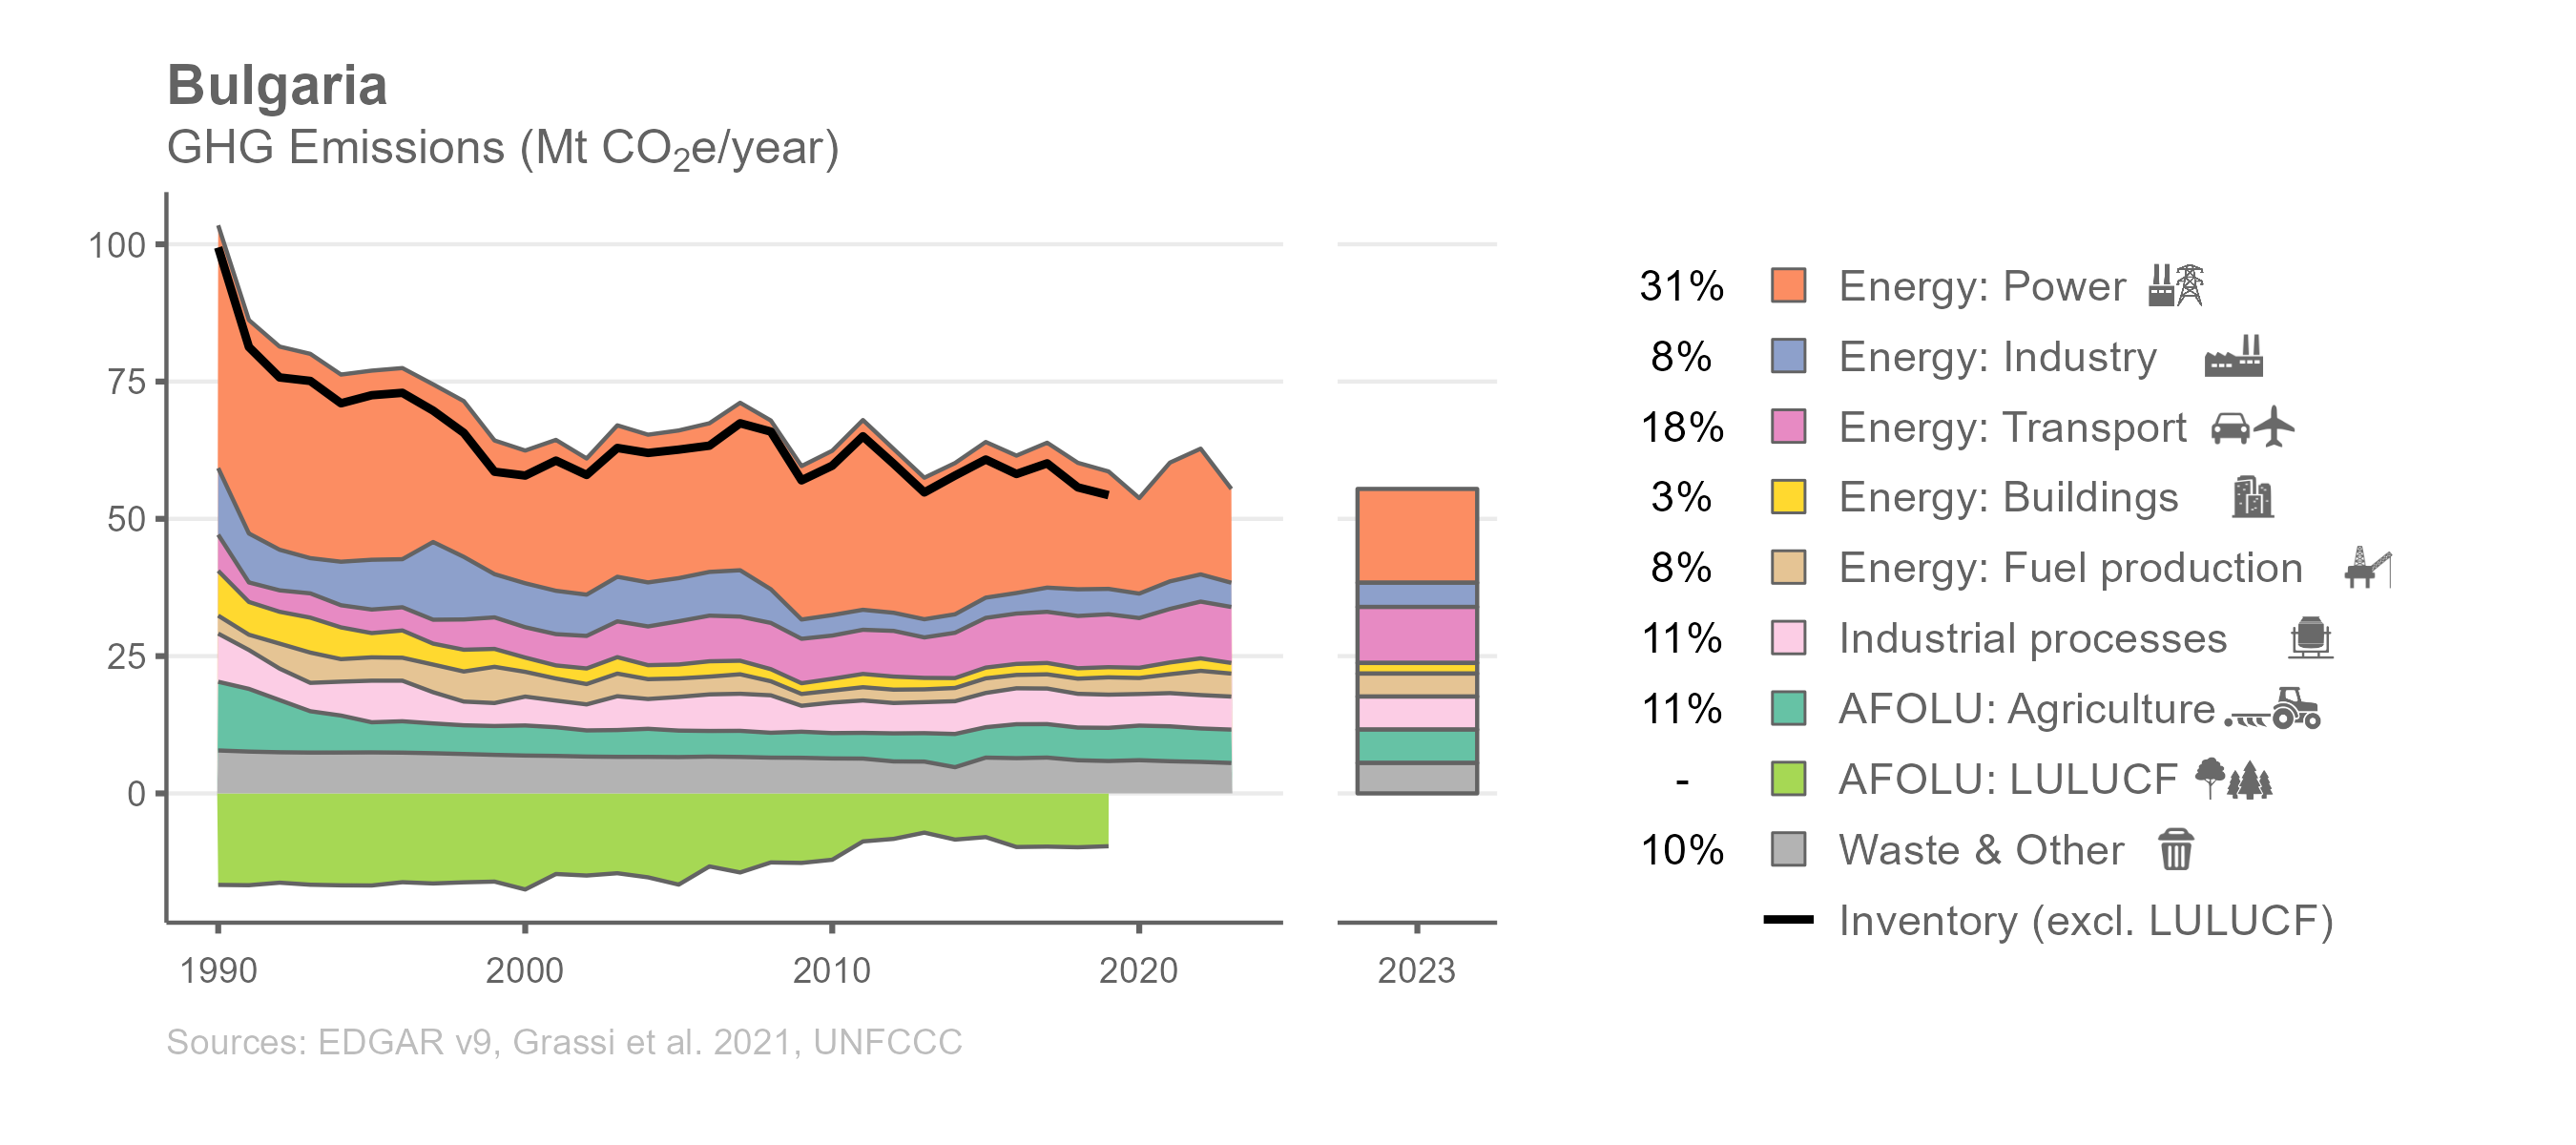 Bulgaria
GHG Emissions (Mt CO₂e/year)
100
75
50
25
0
1990
2000
2010
2020
2023
31% Energy: Power
8% Energy: Industry
18% Energy: Transport
3% Energy: Buildings
8% Energy: Fuel production
11% Industrial processes
11% AFOLU: Agriculture
- AFOLU: LULUCF
10% Waste & Other
Inventory (excl. LULUCF)
Sources: EDGAR v9, Grassi et al. 2021, UNFCCC